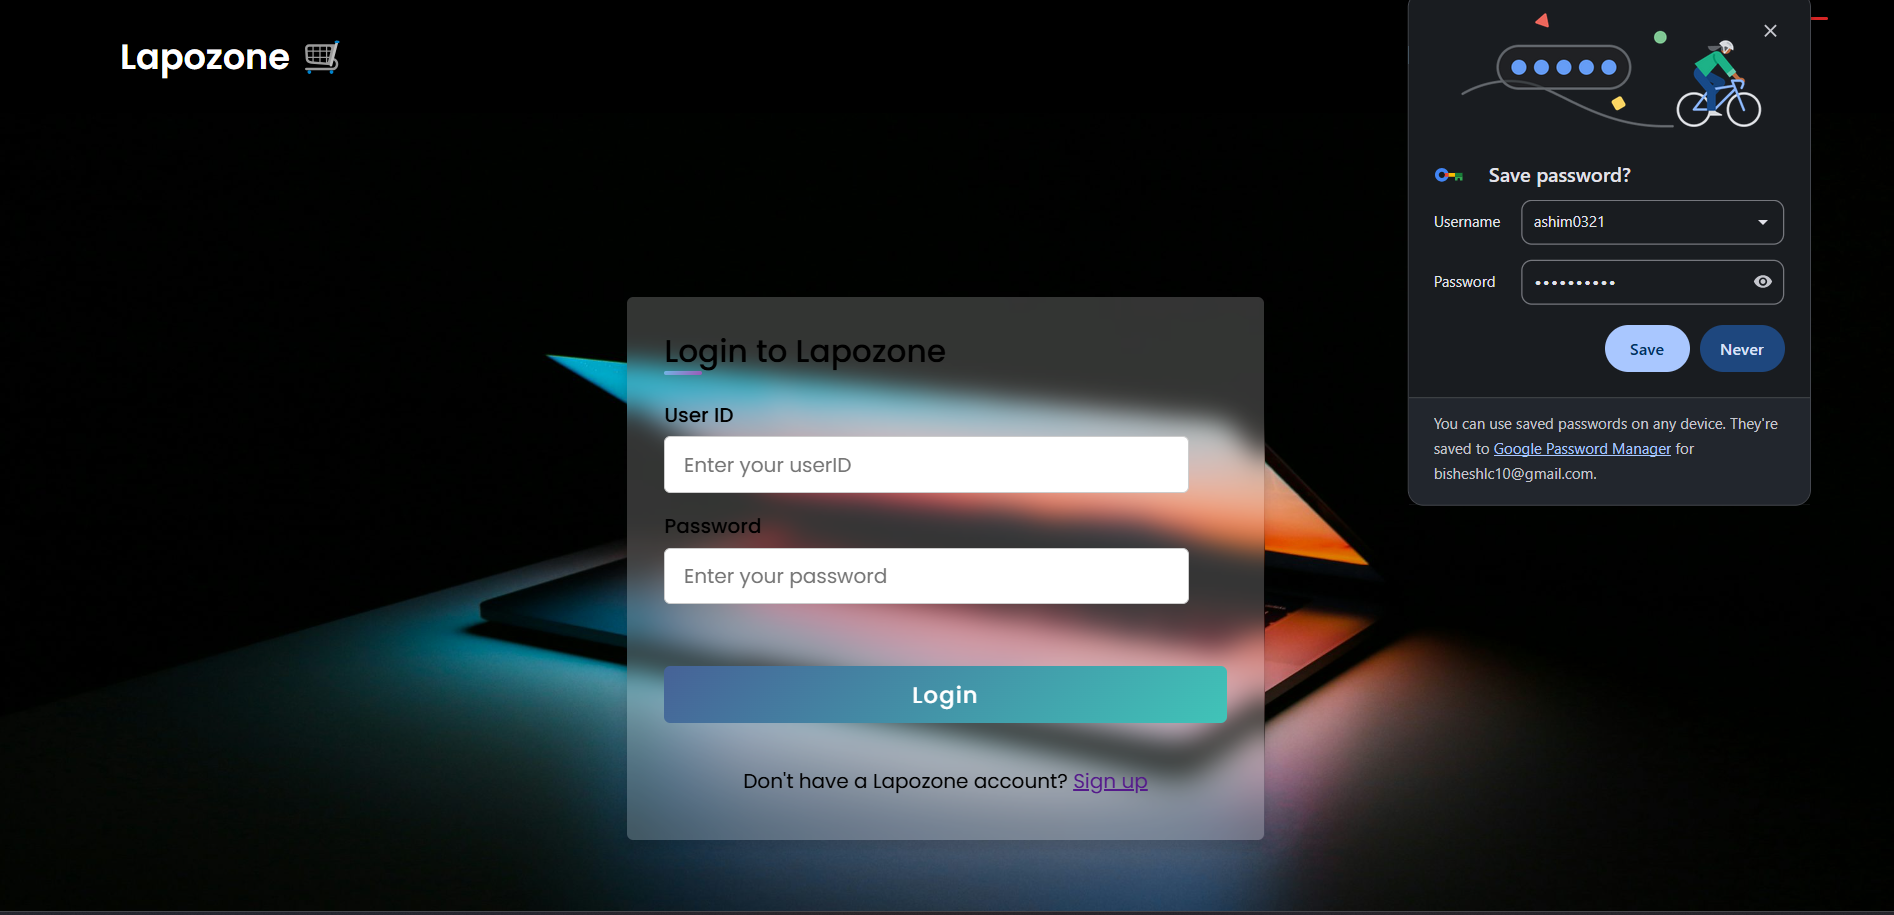 Lapozone
Login to Lapozone
User ID
Enter your userID
Password
Enter your password
Login
Don't have a Lapozone account? Sign up
Save password?
Username
ashim0321
Password
••••••••••
Save
Never
You can use saved passwords on any device. They're
saved to Google Password Manager for
bisheshlc10@gmail.com.